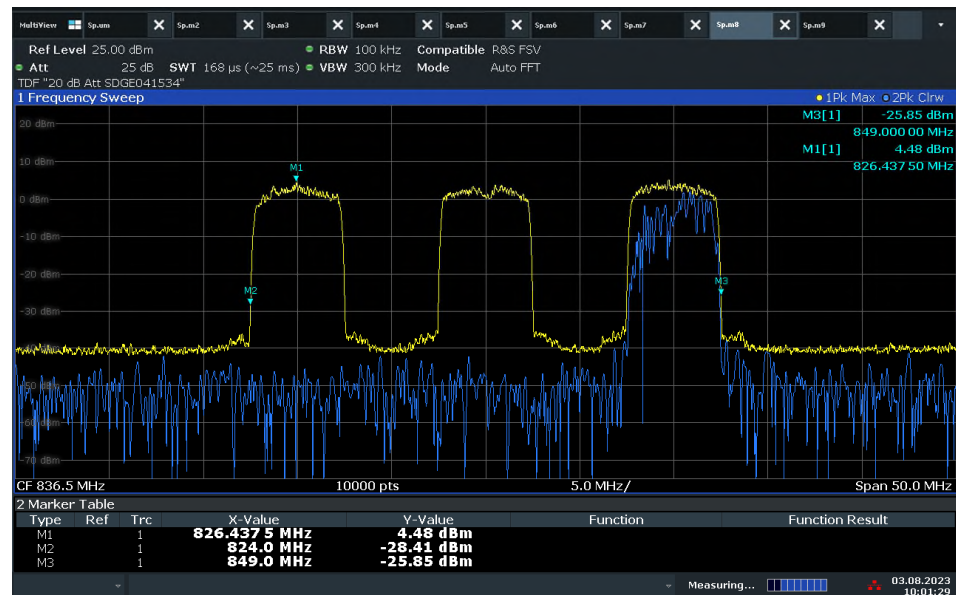 MultiView Sp.um Sp.m2 Sp.m3 Sp.m4 Sp.m5 Sp.m6 Sp.m7 Sp.m8 Sp.m9
Ref Level 25.00 dBm RBW 100 kHz Compatible R&S FSV
Att 25 dB SWT 168 µs (~25 ms) VBW 300 kHz Mode Auto FFT
TDF "20 dB Att SDGE041534"
1 Frequency Sweep 1Pk Max 2Pk Clrw
M3[1] -25.85 dBm
849.000 00 MHz
M1[1] 4.48 dBm
826.437 50 MHz
20 dBm
10 dBm
M1
0 dBm
-10 dBm
-20 dBm
M2
M3
-30 dBm
-60 dBm
-70 dBm
CF 836.5 MHz 10000 pts 5.0 MHz/ Span 50.0 MHz
2 Marker Table
Type Ref Trc X-Value Y-Value Function Function Result
M1 1 826.437 5 MHz 4.48 dBm
M2 1 824.0 MHz -28.41 dBm
M3 1 849.0 MHz -25.85 dBm
Measuring... 03.08.2023
10:01:29